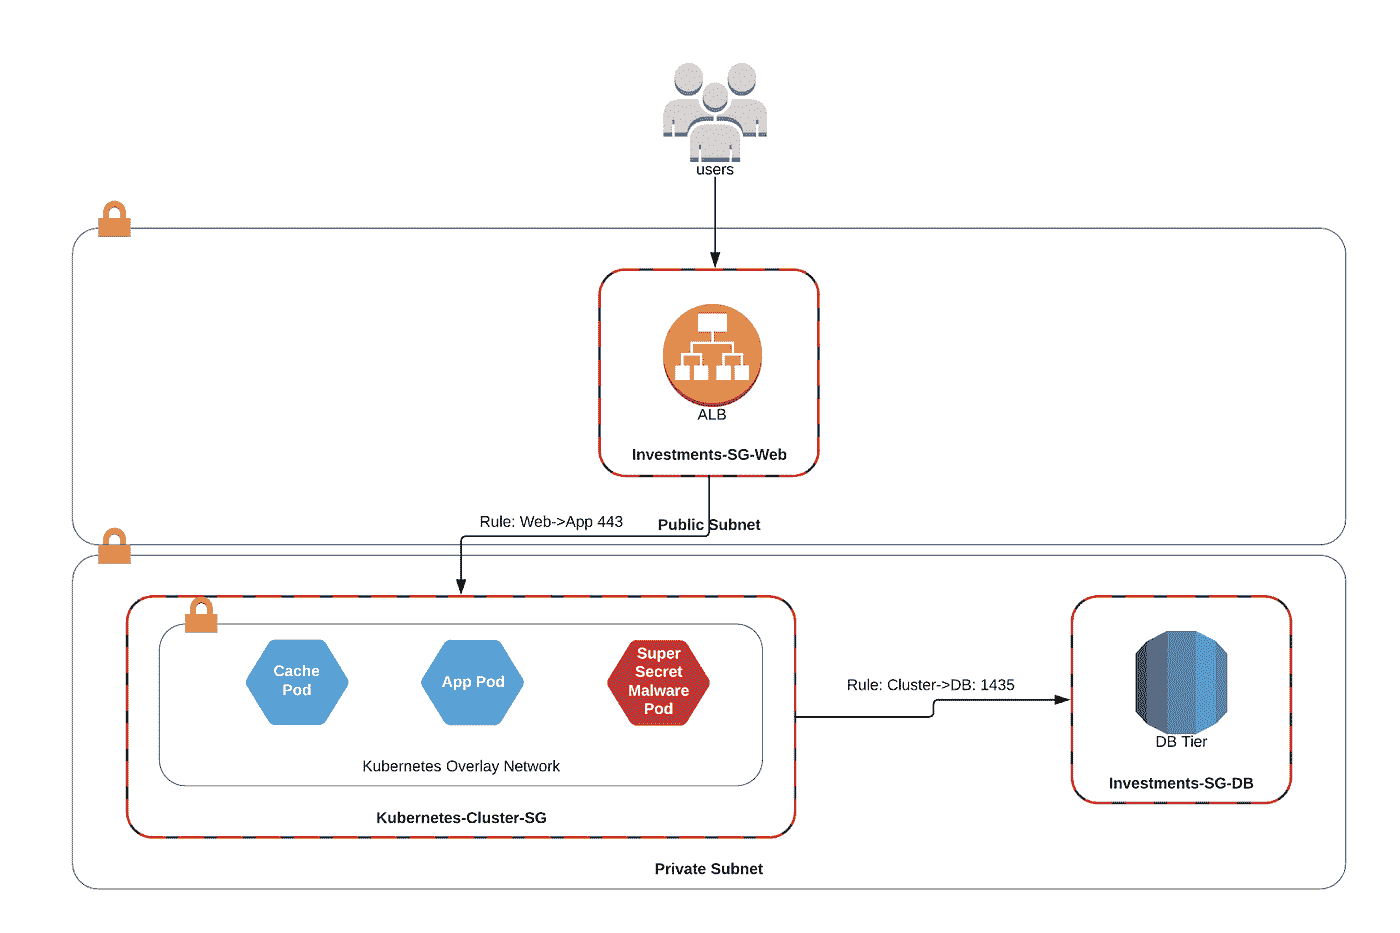 users
ALB
Investments-SG-Web
Rule: Web->App 443
Public Subnet
Cache
Pod
App Pod
Super
Secret
Malware
Pod
Rule: Cluster->DB: 1435
DB Tier
Kubernetes Overlay Network
Investments-SG-DB
Kubernetes-Cluster-SG
Private Subnet